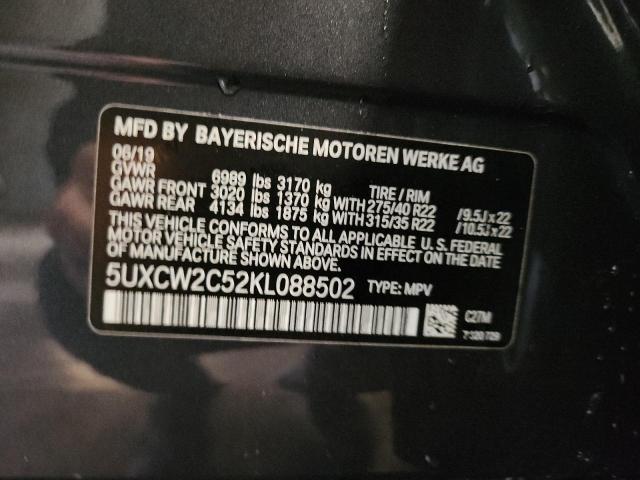 MFD BY BAYERISCHE MOTOREN WERKE AG
06/19
GVWR 6989 lbs 3170 kg TIRE / RIM
GAWR FRONT 3020 lbs 1370 kg WITH 275/40 R22 /9.5J x 22
GAWR REAR 4134 lbs 1875 kg WITH 315/35 R22 /10.5J x 22
THIS VEHICLE CONFORMS TO ALL APPLICABLE U. S. FEDERAL
MOTOR VEHICLE SAFETY STANDARDS IN EFFECT ON THE DATE
OF MANUFACTURE SHOWN ABOVE.
5UXCW2C52KL088502 TYPE: MPV
C27M